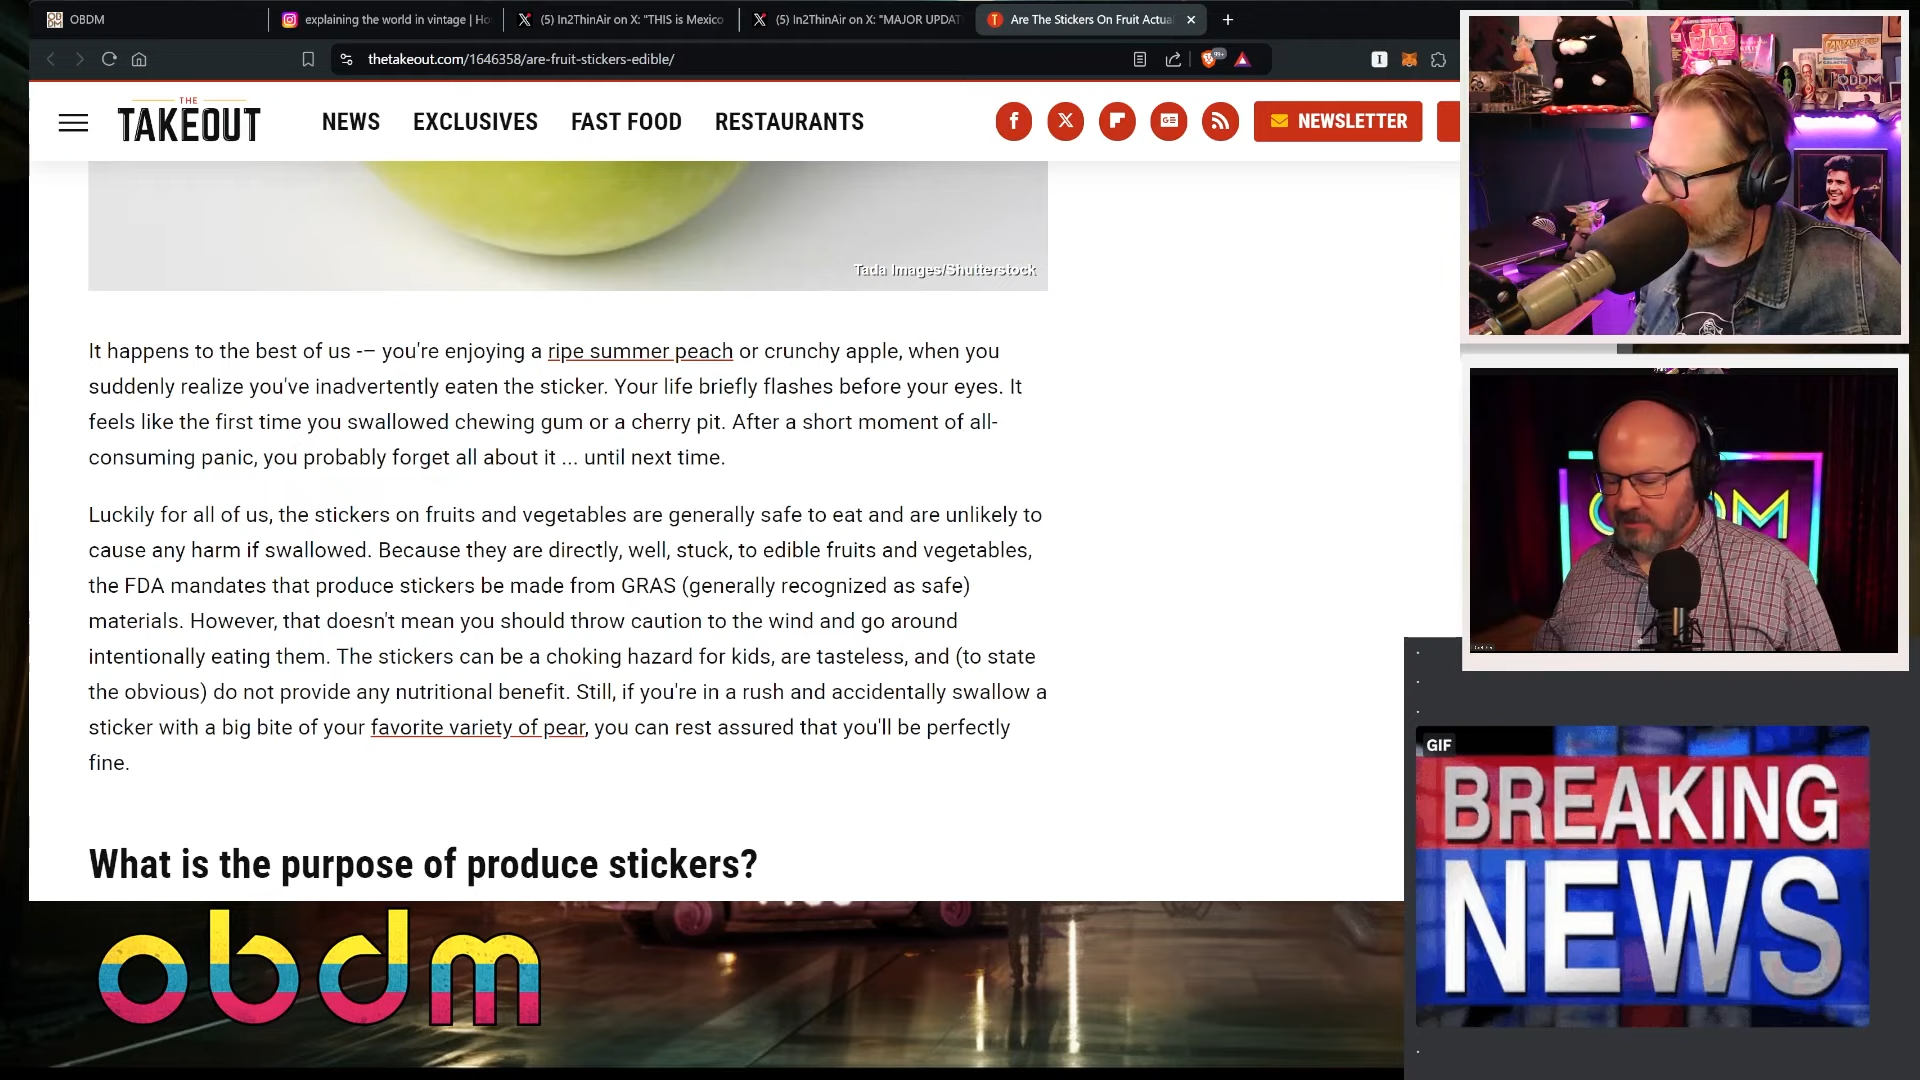 OBDM
explaining the world in vintage | Ho
(5) In2ThinAir on X: "THIS is Mexico
(5) In2ThinAir on X: "MAJOR UPDAT
Are The Stickers On Fruit Actua
thetakeout.com/1646358/are-fruit-stickers-edible/
THE
TAKEOUT
NEWS
EXCLUSIVES
FAST FOOD
RESTAURANTS
NEWSLETTER
Tada Images/Shutterstock
It happens to the best of us -– you're enjoying a ripe summer peach or crunchy apple, when you
suddenly realize you've inadvertently eaten the sticker. Your life briefly flashes before your eyes. It
feels like the first time you swallowed chewing gum or a cherry pit. After a short moment of all-
consuming panic, you probably forget all about it ... until next time.
Luckily for all of us, the stickers on fruits and vegetables are generally safe to eat and are unlikely to
cause any harm if swallowed. Because they are directly, well, stuck, to edible fruits and vegetables,
the FDA mandates that produce stickers be made from GRAS (generally recognized as safe)
materials. However, that doesn't mean you should throw caution to the wind and go around
intentionally eating them. The stickers can be a choking hazard for kids, are tasteless, and (to state
the obvious) do not provide any nutritional benefit. Still, if you're in a rush and accidentally swallow a
sticker with a big bite of your favorite variety of pear, you can rest assured that you'll be perfectly
fine.
What is the purpose of produce stickers?
obdm
STAR
WARS
OBDM
GIF
BREAKING
NEWS